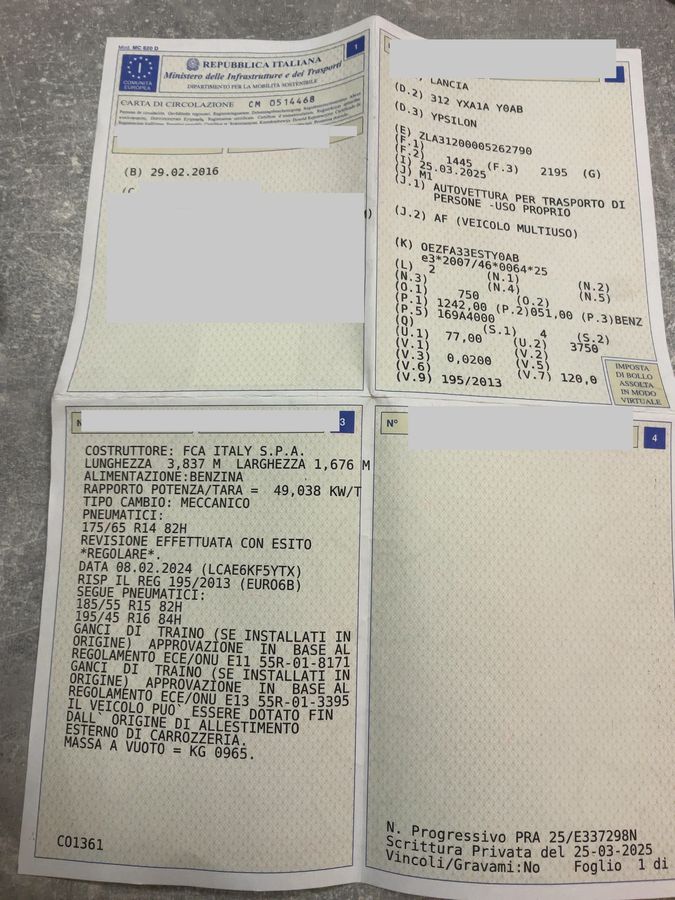 Mod. MC 820 D
1
COMUNITÀ
EUROPEA
I
REPUBBLICA ITALIANA
Ministero delle Infrastrutture e dei Trasporti
DIPARTIMENTO PER LA MOBILITÀ SOSTENIBILE
CARTA DI CIRCOLAZIONE CM 0514468
(B) 29.02.2016
LANCIA
(D.2) 312 YXA1A Y0AB
(D.3) YPSILON
(E) ZLA31200005262790
(F.1)
(F.2) 1445 (F.3) 2195 (G)
(I) 25.03.2025
(J) M1
(J.1) AUTOVETTURA PER TRASPORTO DI
PERSONE -USO PROPRIO
(J.2) AF (VEICOLO MULTIUSO)
(K) OEZFA33ESTY0AB
e3*2007/46*0064*25
(L) 2 (N.1) (N.2)
(N.3) (N.4) (N.5)
(O.1) 750 (O.2)
(P.1) 1242,00 (P.2)051,00 (P.3)BENZ
(P.5) 169A4000
(Q) (S.1) 4 (S.2)
(U.1) 77,00 (U.2) 3750
(V.1) (V.2)
(V.3) 0,0200 (V.5)
(V.6) (V.7) 120,0
(V.9) 195/2013
IMPOSTA
DI BOLLO
ASSOLTA
IN MODO
VIRTUALE
3
COSTRUTTORE: FCA ITALY S.P.A.
LUNGHEZZA 3,837 M LARGHEZZA 1,676 M
ALIMENTAZIONE:BENZINA
RAPPORTO POTENZA/TARA = 49,038 KW/T
TIPO CAMBIO: MECCANICO
PNEUMATICI:
175/65 R14 82H
REVISIONE EFFETTUATA CON ESITO
*REGOLARE*.
DATA 08.02.2024 (LCAE6KF5YTX)
RISP IL REG 195/2013 (EURO6B)
SEGUE PNEUMATICI:
185/55 R15 82H
195/45 R16 84H
GANCI DI TRAINO (SE INSTALLATI IN
ORIGINE) APPROVAZIONE IN BASE AL
REGOLAMENTO ECE/ONU E11 55R-01-8171
GANCI DI TRAINO (SE INSTALLATI IN
ORIGINE) APPROVAZIONE IN BASE AL
REGOLAMENTO ECE/ONU E13 55R-01-3395
IL VEICOLO PUO` ESSERE DOTATO FIN
DALL` ORIGINE DI ALLESTIMENTO
ESTERNO DI CARROZZERIA.
MASSA A VUOTO = KG 0965.
CO1361
N°
4
N. Progressivo PRA 25/E337298N
Scrittura Privata del 25-03-2025
Vincoli/Gravami:No Foglio 1 di